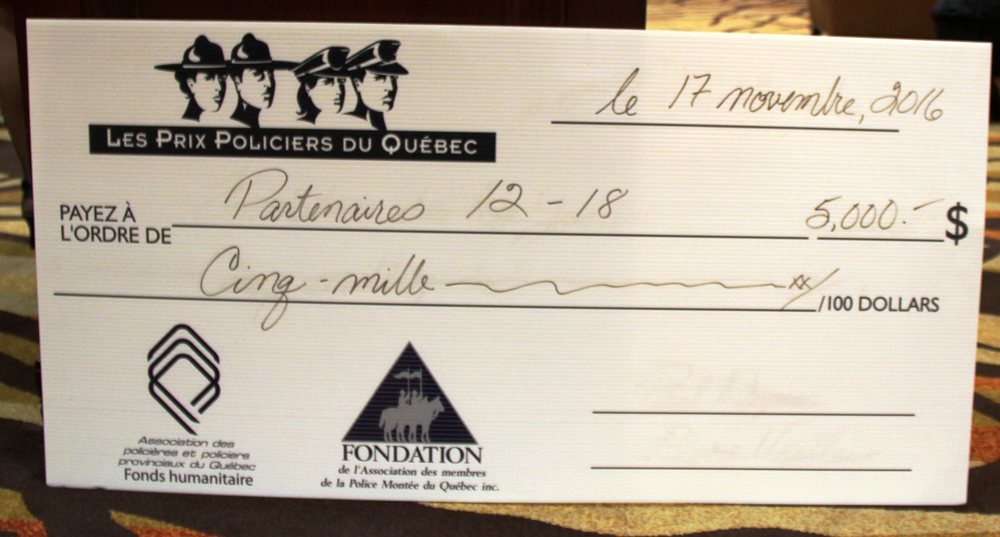 le 17 novembre, 2016
LES PRIX POLICIERS DU QUÉBEC
PAYEZ À
L'ORDRE DE Partenaires 12-18 5,000.- $
Cinq-mille xx/100 DOLLARS
Association des
policières et policiers
provinciaux du Québec
Fonds humanitaire
FONDATION
de l'Association des membres
de la Police Montée du Québec inc.